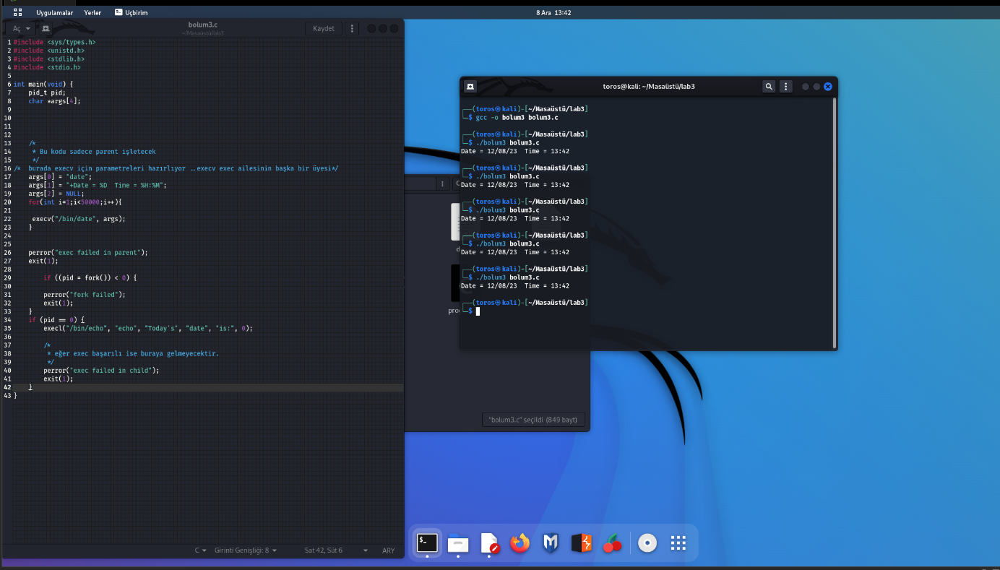 Uygulamalar Yerler Uçbirim
8 Ara 13:42
Aç
bolum3.c
~/Masaüstü/lab3
Kaydet
1 #include <sys/types.h>
2 #include <unistd.h>
3 #include <stdlib.h>
4 #include <stdio.h>
5
6 int main(void) {
7 pid_t pid;
8 char *args[4];
9
10
11
12
13 /*
14 * Bu kodu sadece parent işletecek
15 */
16 /* burada execv için parametreleri hazırlıyor ..execv exec ailesinin başka bir üyesi*/
17 args[0] = "date";
18 args[1] = "+Date = %D  Time = %H:%M";
19 args[2] = NULL;
20 for(int i=1;i<50000;i++){
21
22 execv("/bin/date", args);
23 }
24
25
26 perror("exec failed in parent");
27 exit(1);
28
29 if ((pid = fork()) < 0) {
30
31 perror("fork failed");
32 exit(1);
33 }
34 if (pid == 0) {
35 execl("/bin/echo", "echo", "Today's", "date", "is:", 0);
36
37 /*
38 * eğer exec başarılı ise buraya gelmeyecektir.
39 */
40 perror("exec failed in child");
41 exit(1);
42 }
43 }
C
Girinti Genişliği: 8
Sat 42, Süt 6
ARY
toros@kali: ~/Masaüstü/lab3
(toros㉿kali)-[~/Masaüstü/lab3]
$ gcc -o bolum3 bolum3.c
(toros㉿kali)-[~/Masaüstü/lab3]
$ ./bolum3 bolum3.c
Date = 12/08/23  Time = 13:42
(toros㉿kali)-[~/Masaüstü/lab3]
$ ./bolum3 bolum3.c
Date = 12/08/23  Time = 13:42
(toros㉿kali)-[~/Masaüstü/lab3]
$ ./bolum3 bolum3.c
Date = 12/08/23  Time = 13:42
(toros㉿kali)-[~/Masaüstü/lab3]
$ ./bolum3 bolum3.c
Date = 12/08/23  Time = 13:42
(toros㉿kali)-[~/Masaüstü/lab3]
$ ./bolum3 bolum3.c
Date = 12/08/23  Time = 13:42
(toros㉿kali)-[~/Masaüstü/lab3]
$
"bolum3.c" seçildi (849 bayt)